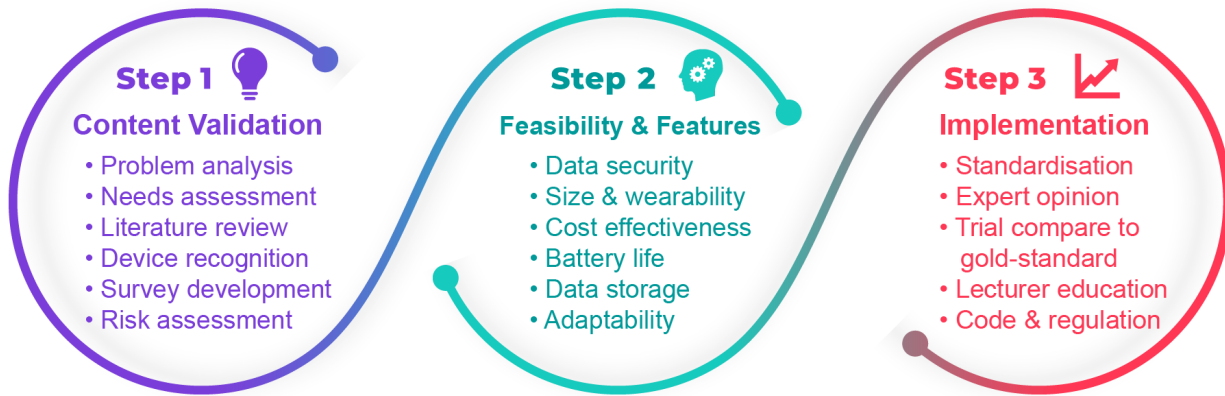 Step 1
Content Validation
• Problem analysis
• Needs assessment
• Literature review
• Device recognition
• Survey development
• Risk assessment
Step 2
Feasibility & Features
• Data security
• Size & wearability
• Cost effectiveness
• Battery life
• Data storage
• Adaptability
Step 3
Implementation
• Standardisation
• Expert opinion
• Trial compare to
gold-standard
• Lecturer education
• Code & regulation